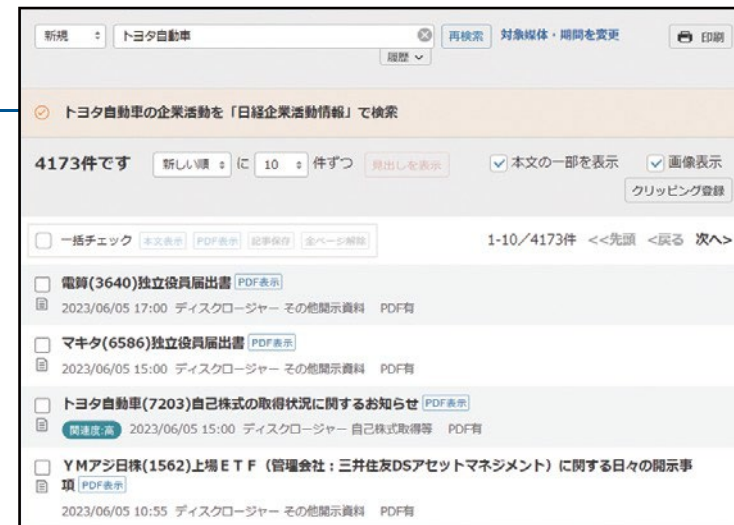 新規 トヨタ自動車 再検索 対象媒体・期間を変更 印刷
履歴
トヨタ自動車の企業活動を「日経企業活動情報」で検索
4173件です 新しい順 に 10 件ずつ 見出しを表示 本文の一部を表示 画像表示
クリッピング登録
一括チェック 本文表示 PDF表示 記事保存 全ページ解除 1-10／4173件 <<先頭 <戻る 次へ>
電算(3640)独立役員届出書 PDF表示
2023/06/05 17:00 ディスクロージャー その他開示資料 PDF有
マキタ(6586)独立役員届出書 PDF表示
2023/06/05 15:00 ディスクロージャー その他開示資料 PDF有
トヨタ自動車(7203)自己株式の取得状況に関するお知らせ PDF表示
関連度:高 2023/06/05 15:00 ディスクロージャー 自己株式取得等 PDF有
ＹＭアジ日株(1562)上場ＥＴＦ（管理会社：三井住友DSアセットマネジメント）に関する日々の開示事
項 PDF表示
2023/06/05 10:55 ディスクロージャー その他開示資料 PDF有